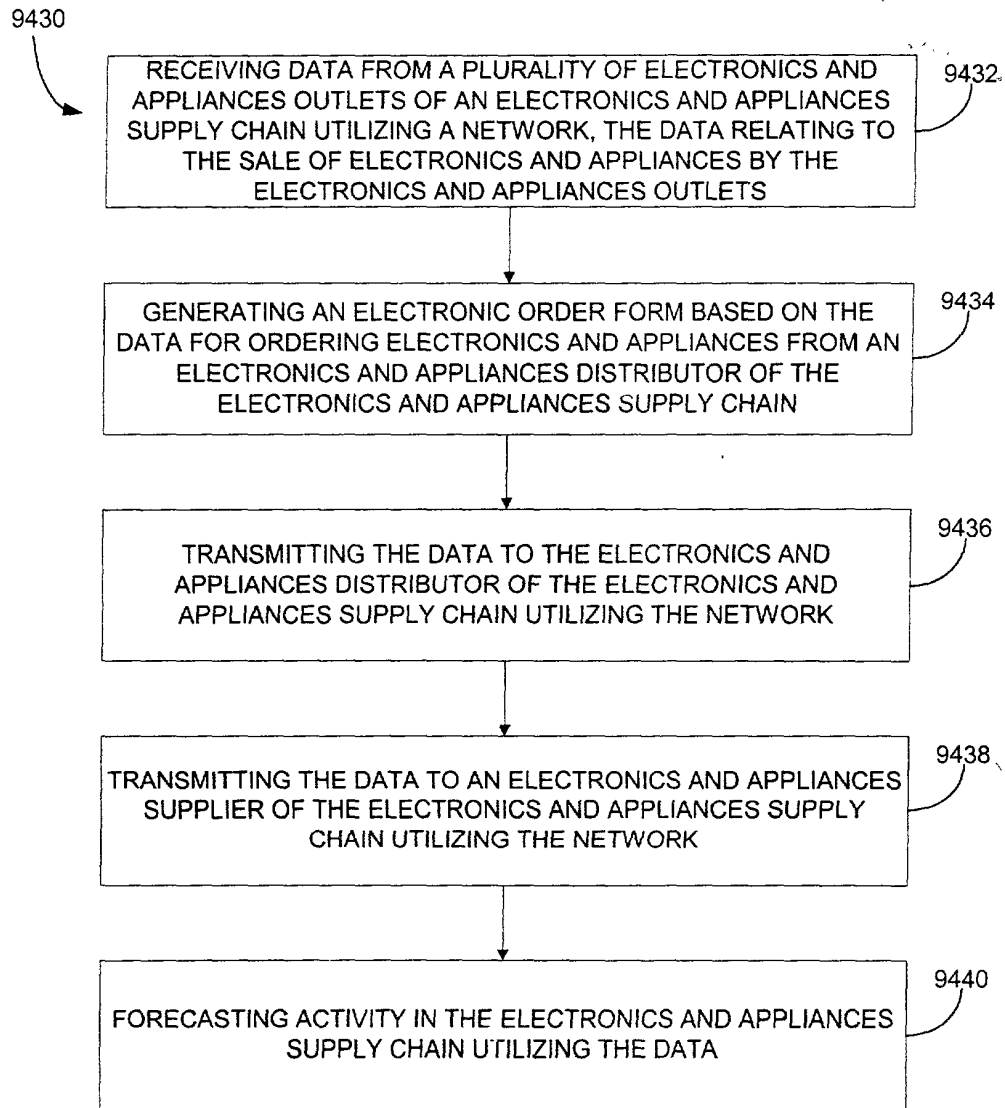 9430
RECEIVING DATA FROM A PLURALITY OF ELECTRONICS AND
APPLIANCES OUTLETS OF AN ELECTRONICS AND APPLIANCES
SUPPLY CHAIN UTILIZING A NETWORK, THE DATA RELATING TO
THE SALE OF ELECTRONICS AND APPLIANCES BY THE
ELECTRONICS AND APPLIANCES OUTLETS
9432
GENERATING AN ELECTRONIC ORDER FORM BASED ON THE
DATA FOR ORDERING ELECTRONICS AND APPLIANCES FROM AN
ELECTRONICS AND APPLIANCES DISTRIBUTOR OF THE
ELECTRONICS AND APPLIANCES SUPPLY CHAIN
9434
TRANSMITTING THE DATA TO THE ELECTRONICS AND
APPLIANCES DISTRIBUTOR OF THE ELECTRONICS AND
APPLIANCES SUPPLY CHAIN UTILIZING THE NETWORK
9436
TRANSMITTING THE DATA TO AN ELECTRONICS AND APPLIANCES
SUPPLIER OF THE ELECTRONICS AND APPLIANCES SUPPLY
CHAIN UTILIZING THE NETWORK
9438
FORECASTING ACTIVITY IN THE ELECTRONICS AND APPLIANCES
SUPPLY CHAIN UTILIZING THE DATA
9440